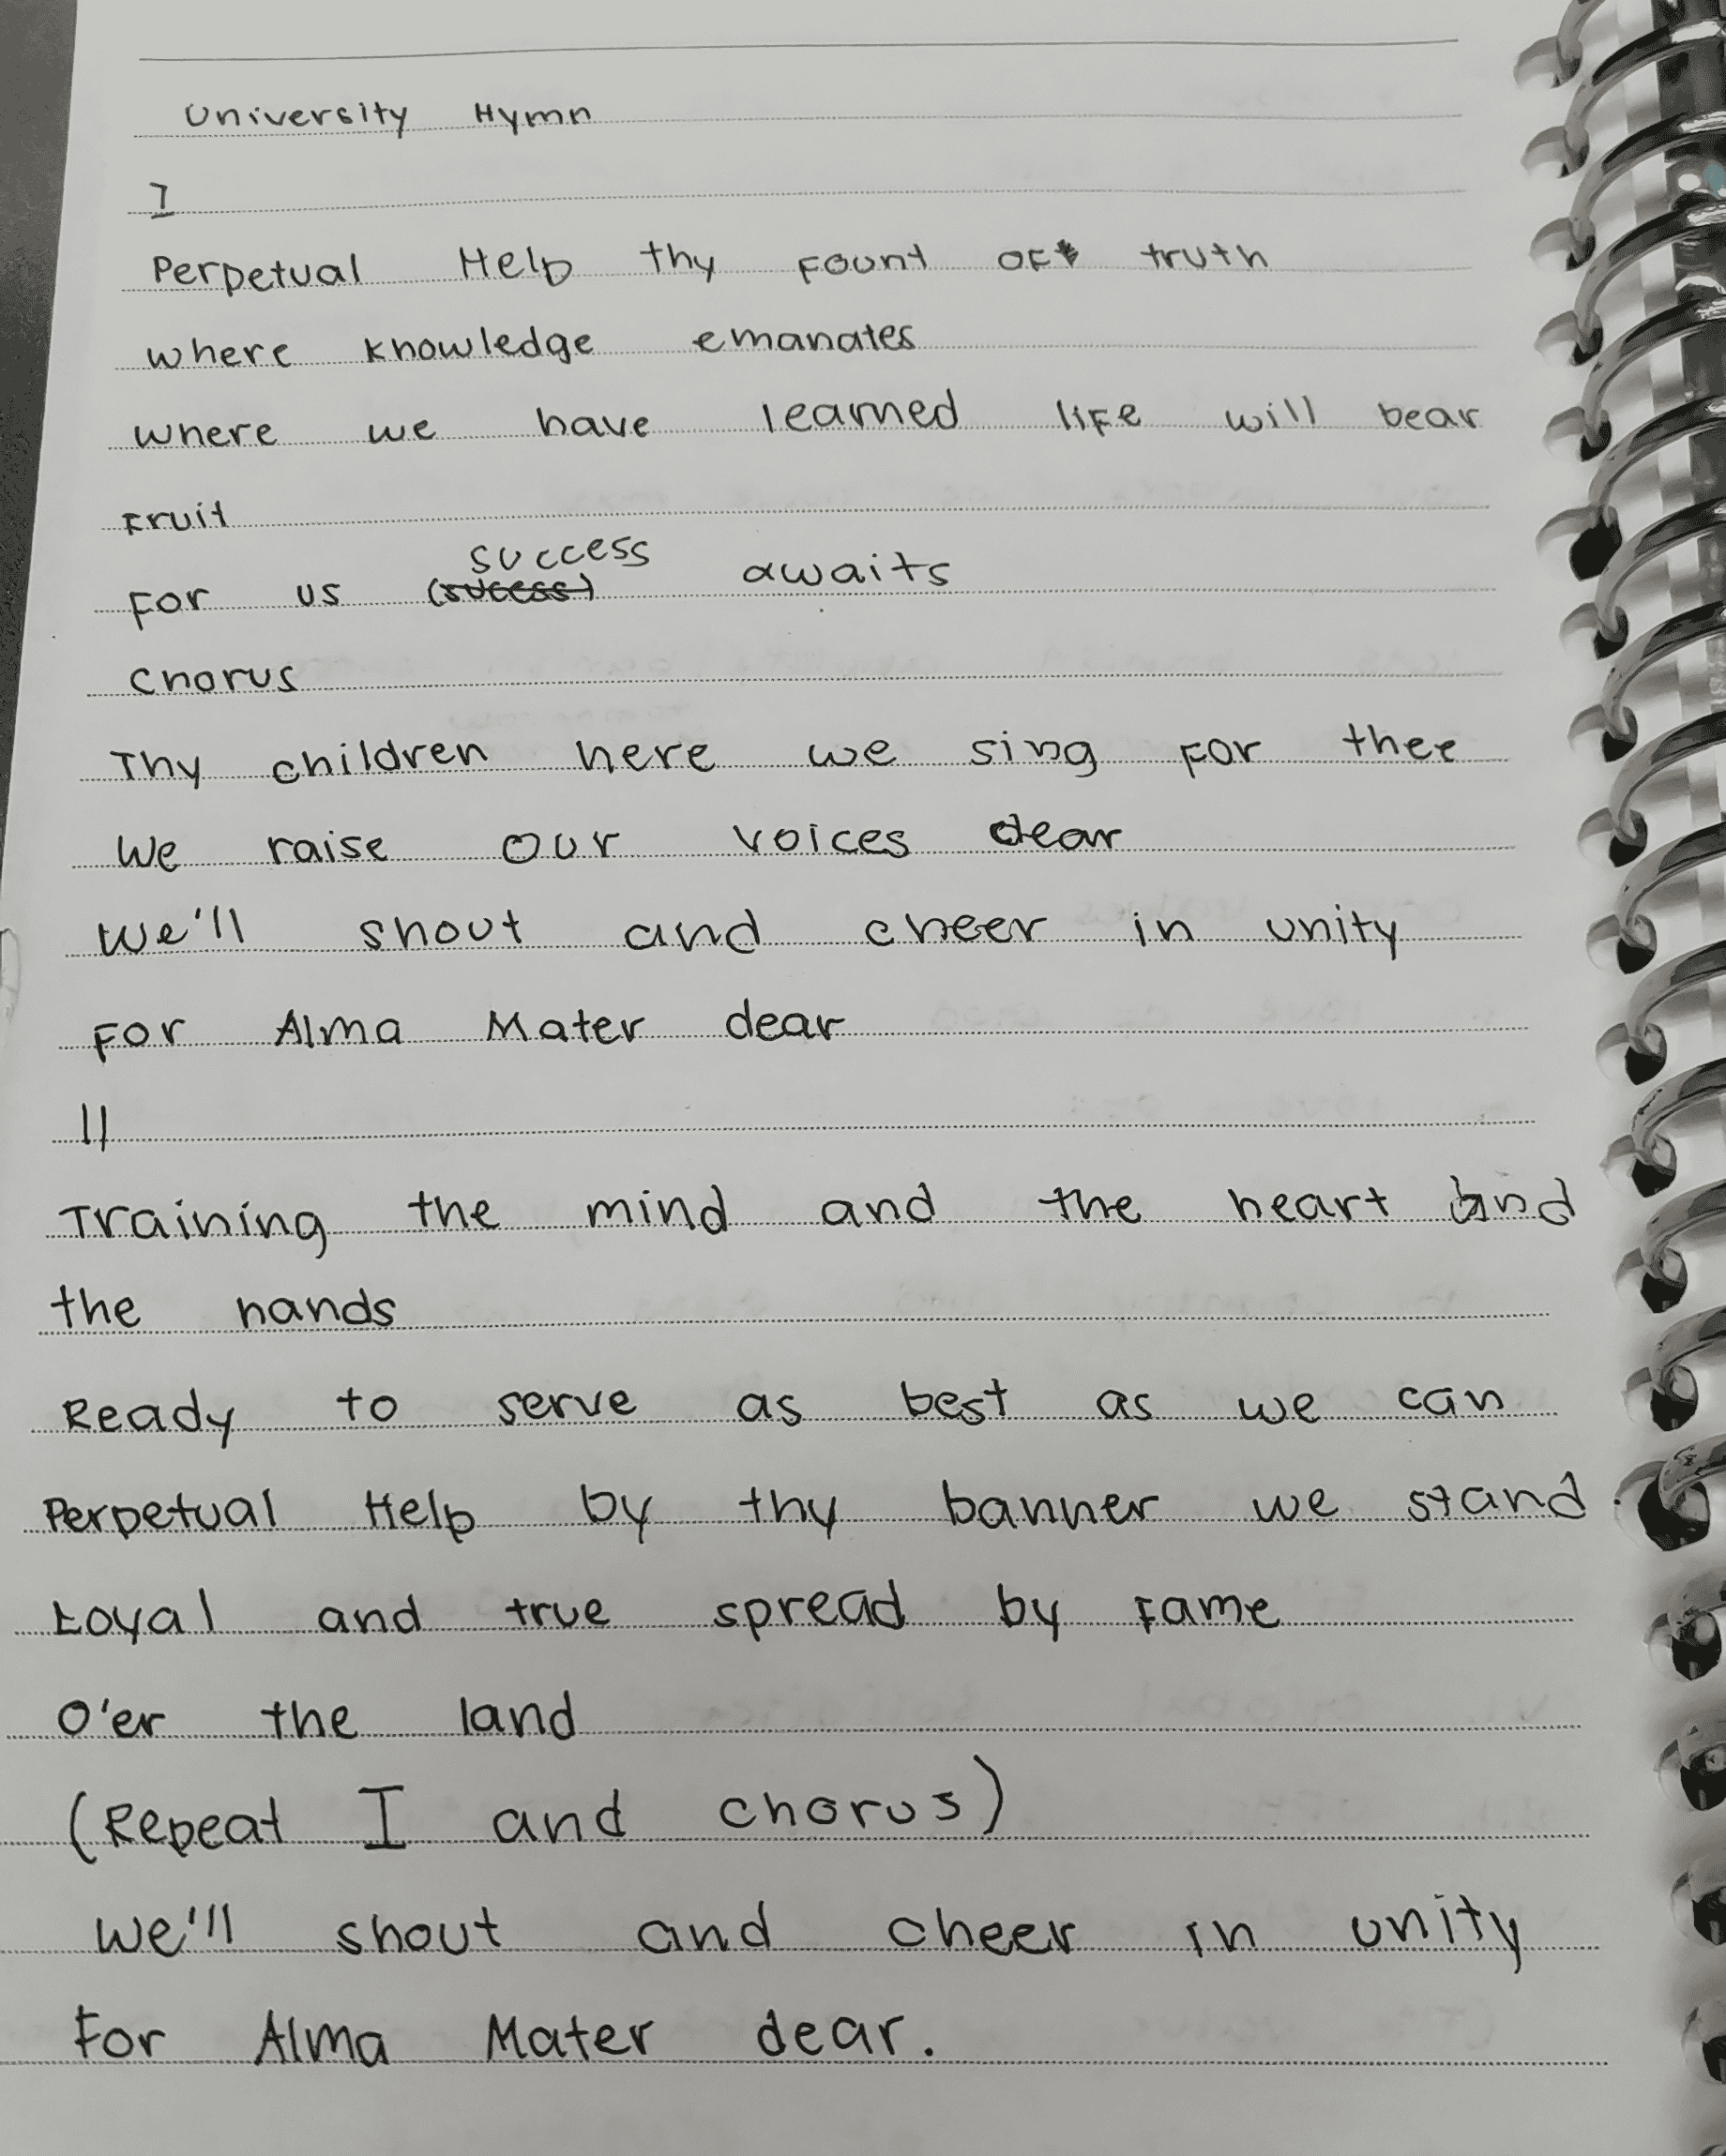 University Hymn
I
Perpetual Help thy fount of truth
where knowledge emanates
where we have learned life will bear
fruit
success
For us (sucess) awaits
Chorus
Thy children here we sing for thee
We raise our voices dear
We'll shout and cheer in unity
For Alma Mater dear
II
Training the mind and the heart and
the hands
Ready to serve as best as we can
Perpetual Help by thy banner we stand.
Loyal and true spread by fame
O'er the land
(Repeat I and chorus)
We'll shout and cheer in unity
For Alma Mater dear.